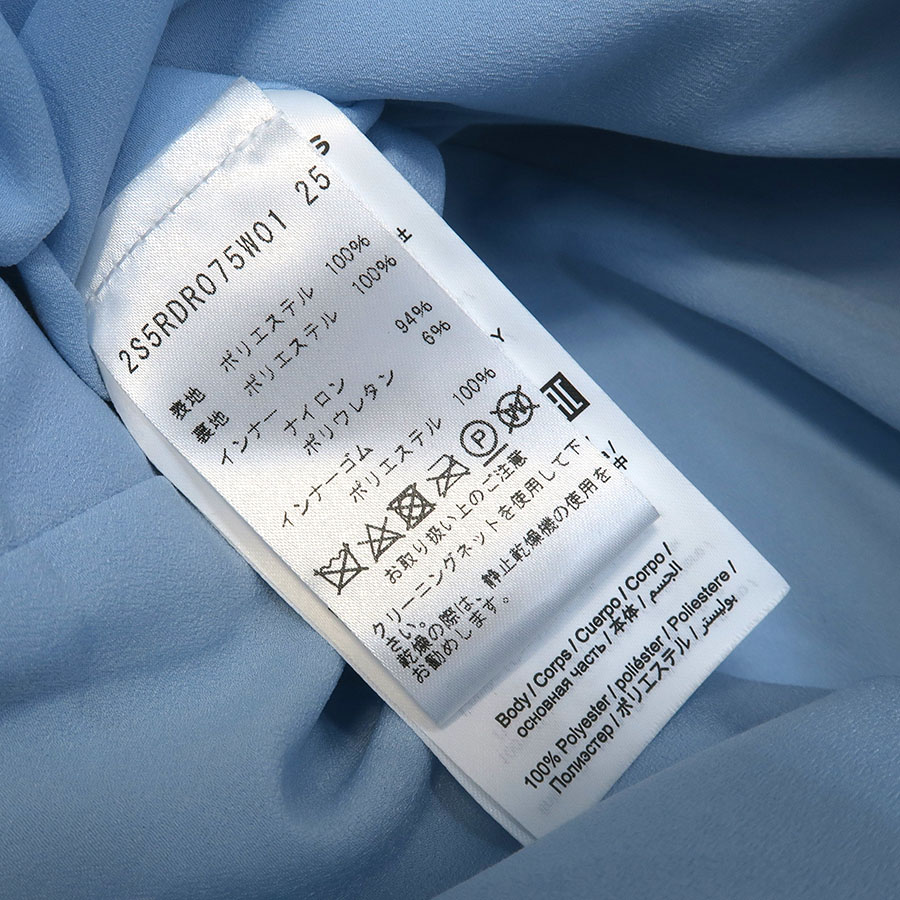 2S5RDR075W01 25
表地 ポリエステル 100%
裏地 ポリエステル 100%
インナー ナイロン 94%
ポリウレタン 6%
インナーゴム
ポリエステル 100%
お取り扱い上のご注意
クリーニングネットを使用して下
さい。
乾燥の際は、静止乾燥機の使用を
お勧めします。
S
Y
Body / Corps / Cuerpo / Corpo /
основная часть / 本体 / الجسم
100% Polyester / poliéster / Poliestere /
Полиэстер / ポリエステル / بوليستر